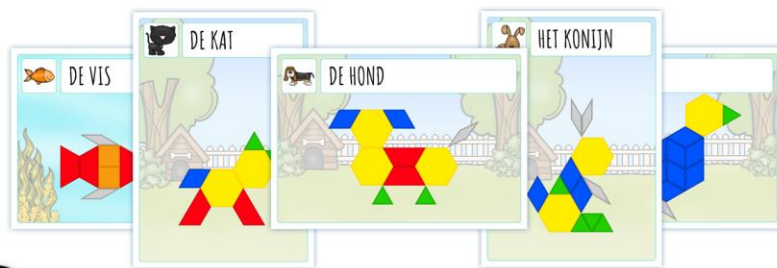 DE VIS
DE KAT
DE HOND
HET KONIJN